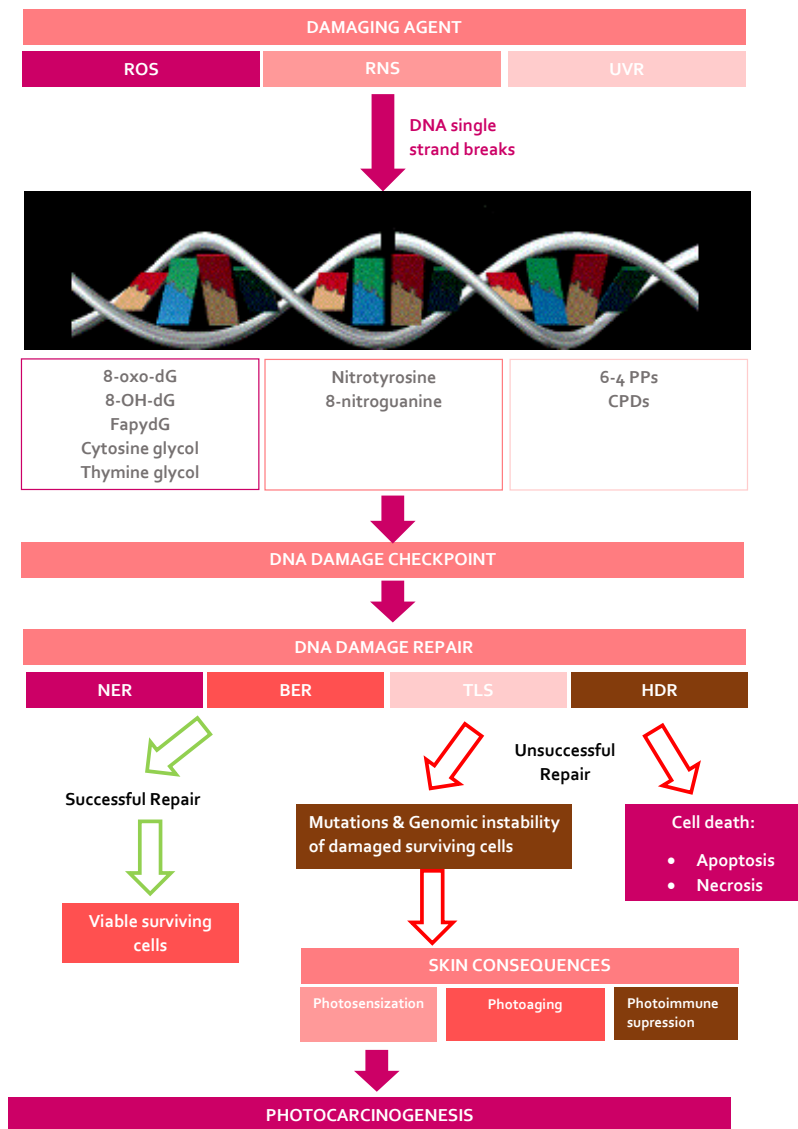 DAMAGING AGENT
ROS
RNS
UVR
DNA single
strand breaks
8-oxo-dG
8-OH-dG
FapydG
Cytosine glycol
Thymine glycol
Nitrotyrosine
8-nitroguanine
6-4 PPs
CPDs
DNA DAMAGE CHECKPOINT
DNA DAMAGE REPAIR
NER
BER
TLS
HDR
Successful Repair
Unsuccessful
Repair
Viable surviving
cells
Mutations & Genomic instability
of damaged surviving cells
Cell death:
• Apoptosis
• Necrosis
SKIN CONSEQUENCES
Photosensization
Photoaging
Photoimmune
supression
PHOTOCARCINOGENESIS